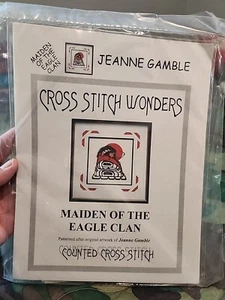 MAIDEN
OF THE
EAGLE
CLAN
JEANNE GAMBLE
CROSS STITCH WONDERS
MAIDEN OF THE
EAGLE CLAN
Patterned after original artwork of Jeanne Gamble
COUNTED CROSS STITCH